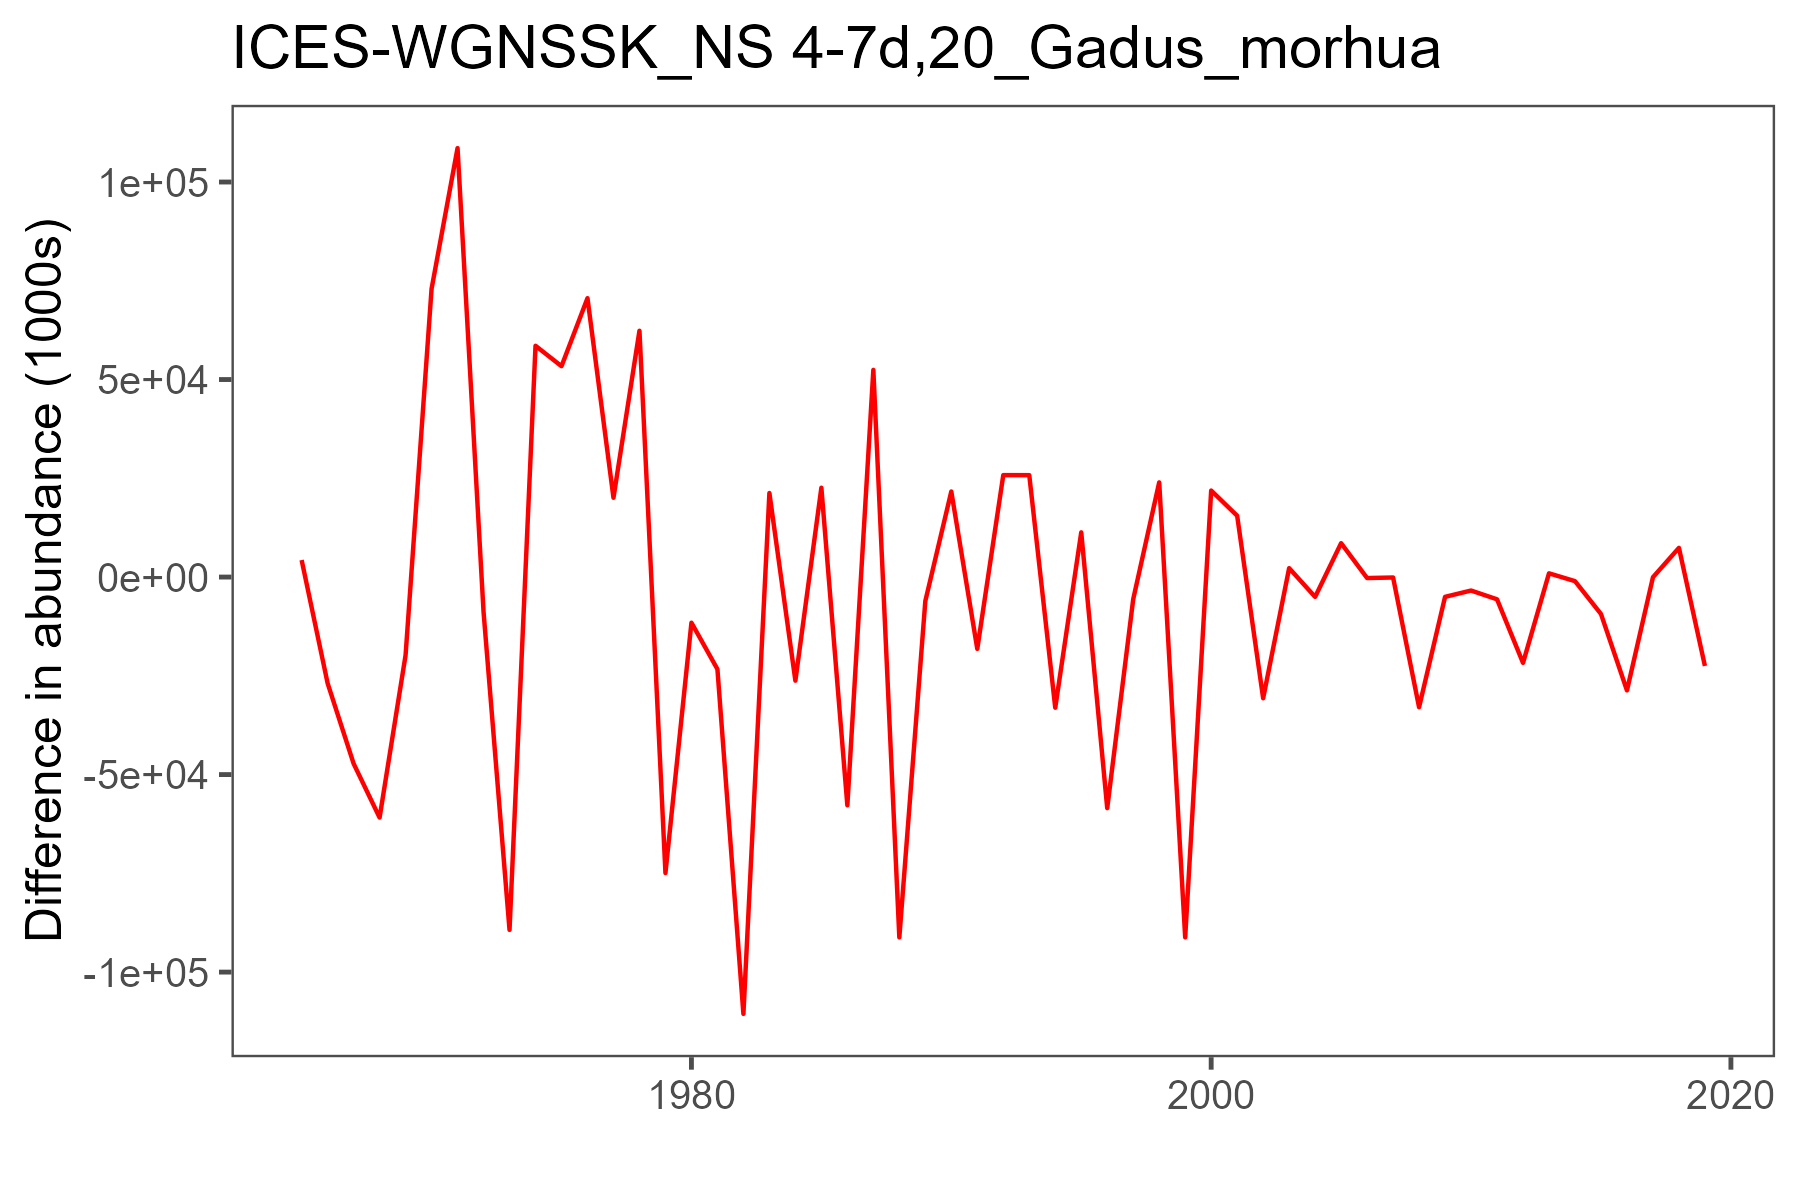 ICES-WGNSSK_NS 4-7d,20_Gadus_morhua
Difference in abundance (1000s)
1e+05
5e+04
0e+00
-5e+04
-1e+05
1980
2000
2020